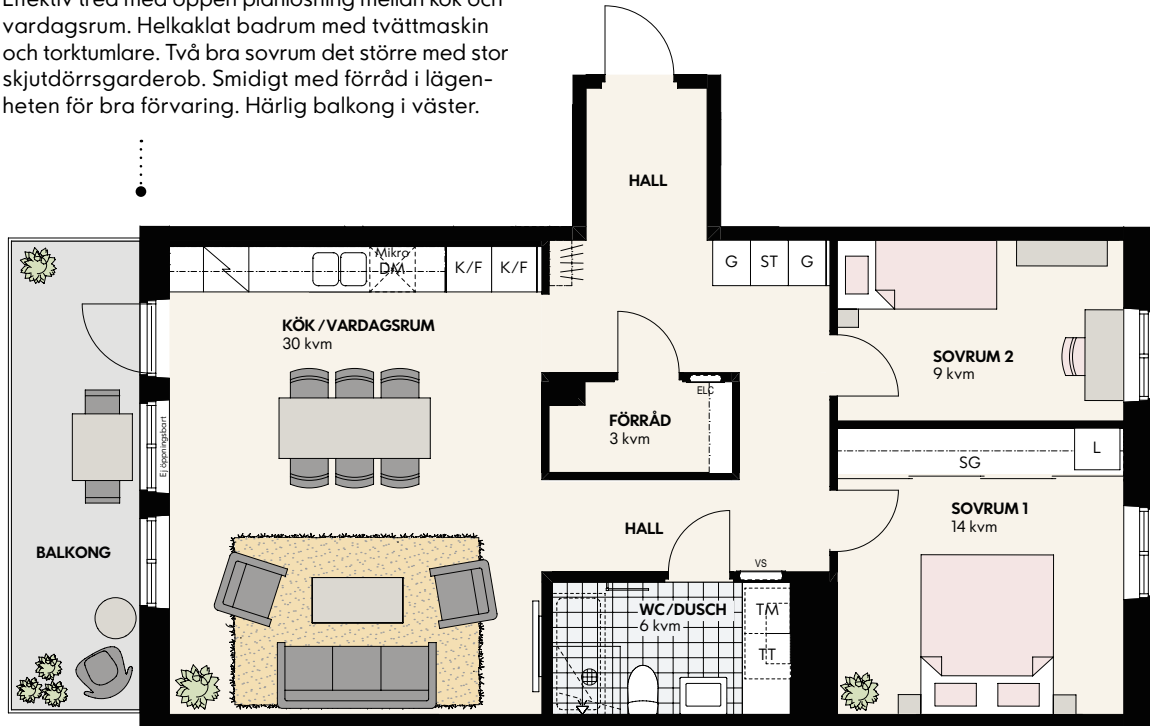 Effektiv trea med öppen planlösning mellan kök och
vardagsrum. Helkaklat badrum med tvättmaskin
och torktumlare. Två bra sovrum det större med stor
skjutdörrsgarderob. Smidigt med förråd i lägen-
heten för bra förvaring. Härlig balkong i väster.
HALL
Mikro
DM
K/F K/F
G ST G
KÖK / VARDAGSRUM
30 kvm
SOVRUM 2
9 kvm
ELC
FÖRRÅD
3 kvm
Ej öppningsbart
L
SG
SOVRUM 1
14 kvm
HALL
BALKONG
VS
WC/DUSCH
6 kvm
TM
TT